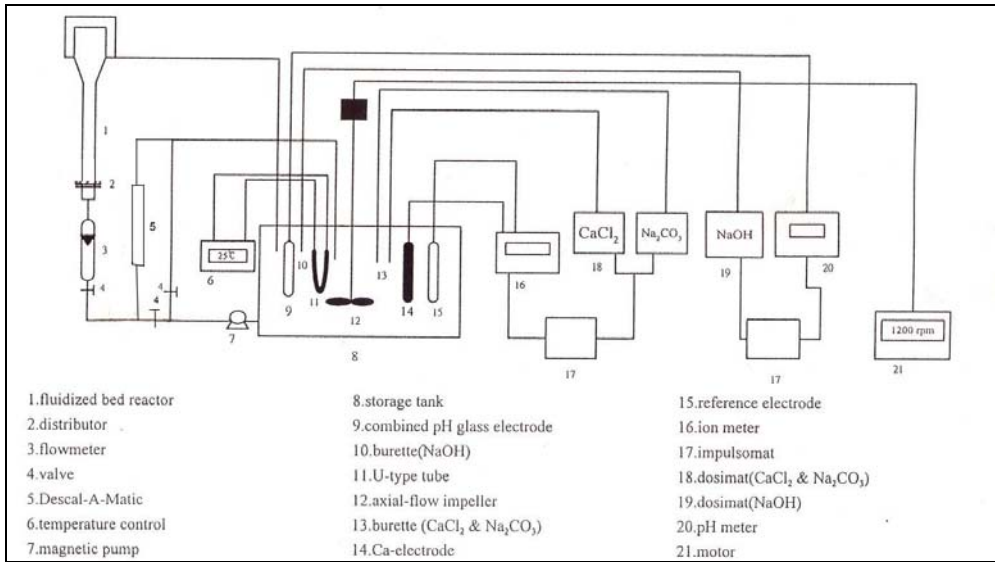 1
2
3
4
5
4
4
25℃
6
7
8
9
10
11
12
13
14
15
16
17
CaCl₂
18
Na₂CO₃
NaOH
19
20
17
1200 rpm
21
1.fluidized bed reactor
2.distributor
3.flowmeter
4.valve
5.Descal-A-Matic
6.temperature control
7.magnetic pump
8.storage tank
9.combined pH glass electrode
10.burette(NaOH)
11.U-type tube
12.axial-flow impeller
13.burette (CaCl₂ & Na₂CO₃)
14.Ca-electrode
15.reference electrode
16.ion meter
17.impulsomat
18.dosimat(CaCl₂ & Na₂CO₃)
19.dosimat(NaOH)
20.pH meter
21.motor